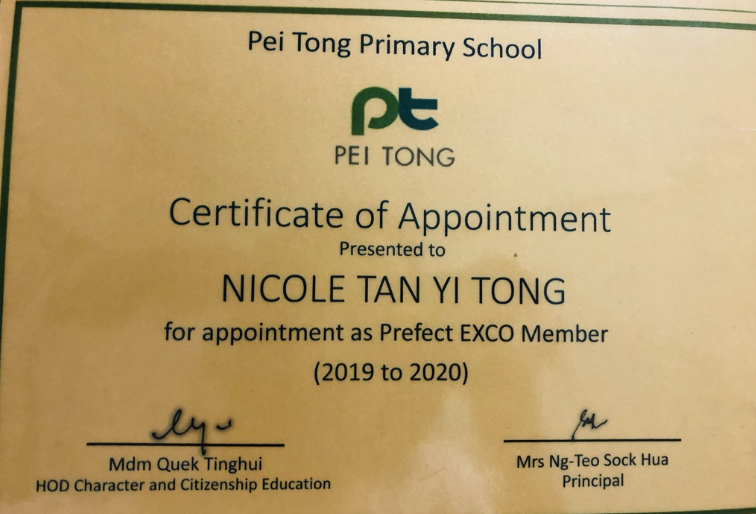 Pei Tong Primary School
pt
PEI TONG
Certificate of Appointment
Presented to
NICOLE TAN YI TONG
for appointment as Prefect EXCO Member
(2019 to 2020)
Mdm Quek Tinghui
HOD Character and Citizenship Education
Mrs Ng-Teo Sock Hua
Principal